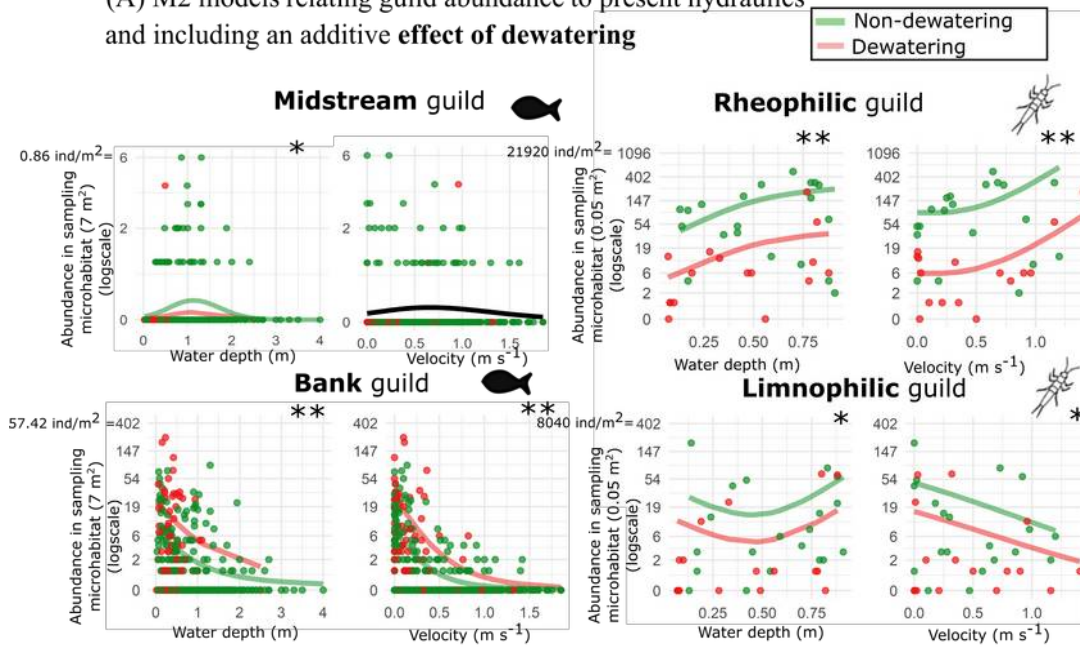 (A) M2 models relating guild abundance to present hydraulics
and including an additive effect of dewatering
Non-dewatering
Dewatering
Midstream guild
0.86 ind/m²=
*
Abundance in sampling
microhabitat (7 m²)
(logscale)
6
2
0
0 1 2 3 4
Water depth (m)
6
2
0
0.0 0.5 1.0 1.5
Velocity (m s⁻¹)
Rheophilic guild
21920 ind/m²=
**
Abundance in sampling
microhabitat (0.05 m²)
(logscale)
1096
402
147
54
19
6
2
0
0.25 0.50 0.75
Water depth (m)
**
1096
402
147
54
19
6
2
0
0.0 0.5 1.0
Velocity (m s⁻¹)
Bank guild
57.42 ind/m²=
**
Abundance in sampling
microhabitat (7 m²)
(logscale)
402
147
54
19
6
2
0
0 1 2 3 4
Water depth (m)
**
402
147
54
19
6
2
0
0.0 0.5 1.0 1.5
Velocity (m s⁻¹)
Limnophilic guild
8040 ind/m²=
*
Abundance in sampling
microhabitat (0.05 m²)
(logscale)
402
147
54
19
6
2
0
0.25 0.50 0.75
Water depth (m)
*
402
147
54
19
6
2
0
0.0 0.5 1.0
Velocity (m s⁻¹)